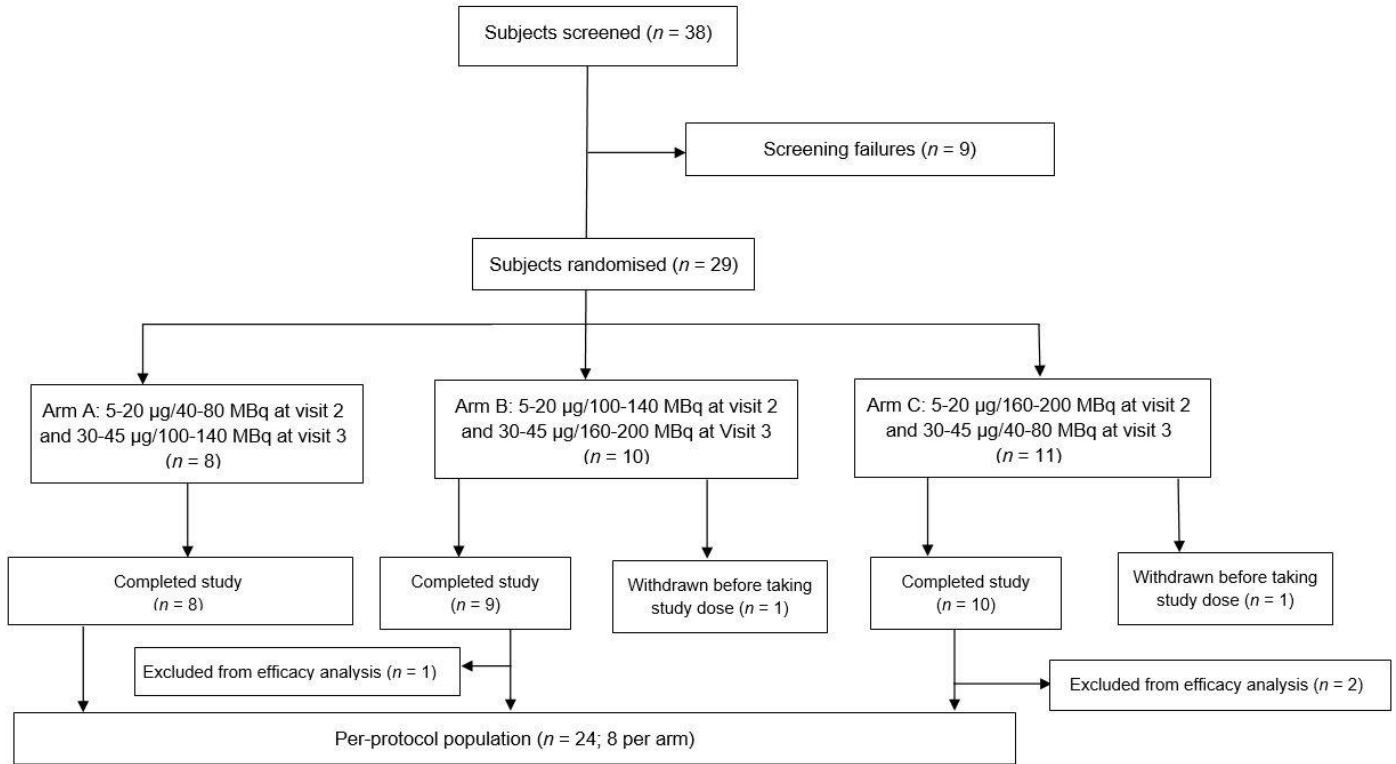 Subjects screened (n = 38)
Screening failures (n = 9)
Subjects randomised (n = 29)
Arm A: 5-20 µg/40-80 MBq at visit 2
and 30-45 µg/100-140 MBq at visit 3
(n = 8)
Arm B: 5-20 µg/100-140 MBq at visit 2
and 30-45 µg/160-200 MBq at Visit 3
(n = 10)
Arm C: 5-20 µg/160-200 MBq at visit 2
and 30-45 µg/40-80 MBq at visit 3
(n = 11)
Completed study
(n = 8)
Completed study
(n = 9)
Withdrawn before taking
study dose (n = 1)
Completed study
(n = 10)
Withdrawn before taking
study dose (n = 1)
Excluded from efficacy analysis (n = 1)
Excluded from efficacy analysis (n = 2)
Per-protocol population (n = 24; 8 per arm)